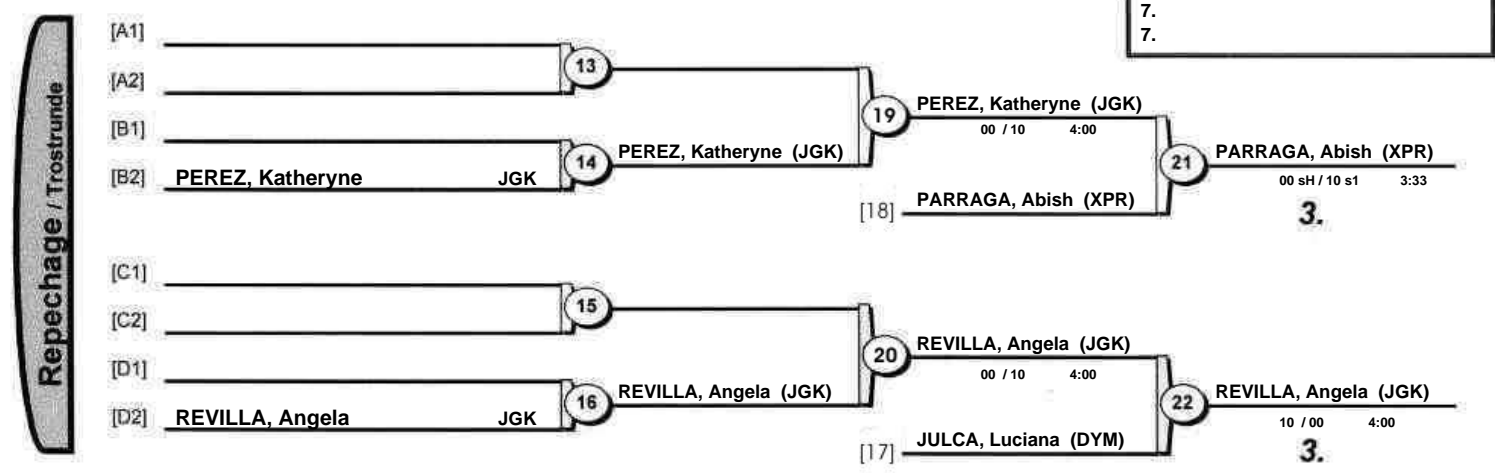 7.
7.
Repechage / Trostrunde
[A1]
13
[A2]
[B1]
14
PEREZ, Katheryne (JGK)
[B2] PEREZ, Katheryne JGK
19
PEREZ, Katheryne (JGK)
00 / 10 4:00
[18] PARRAGA, Abish (XPR)
21
PARRAGA, Abish (XPR)
00 sH / 10 s1 3:33
3.
[C1]
15
[C2]
[D1]
16
REVILLA, Angela (JGK)
[D2] REVILLA, Angela JGK
20
REVILLA, Angela (JGK)
00 / 10 4:00
[17] JULCA, Luciana (DYM)
22
REVILLA, Angela (JGK)
10 / 00 4:00
3.